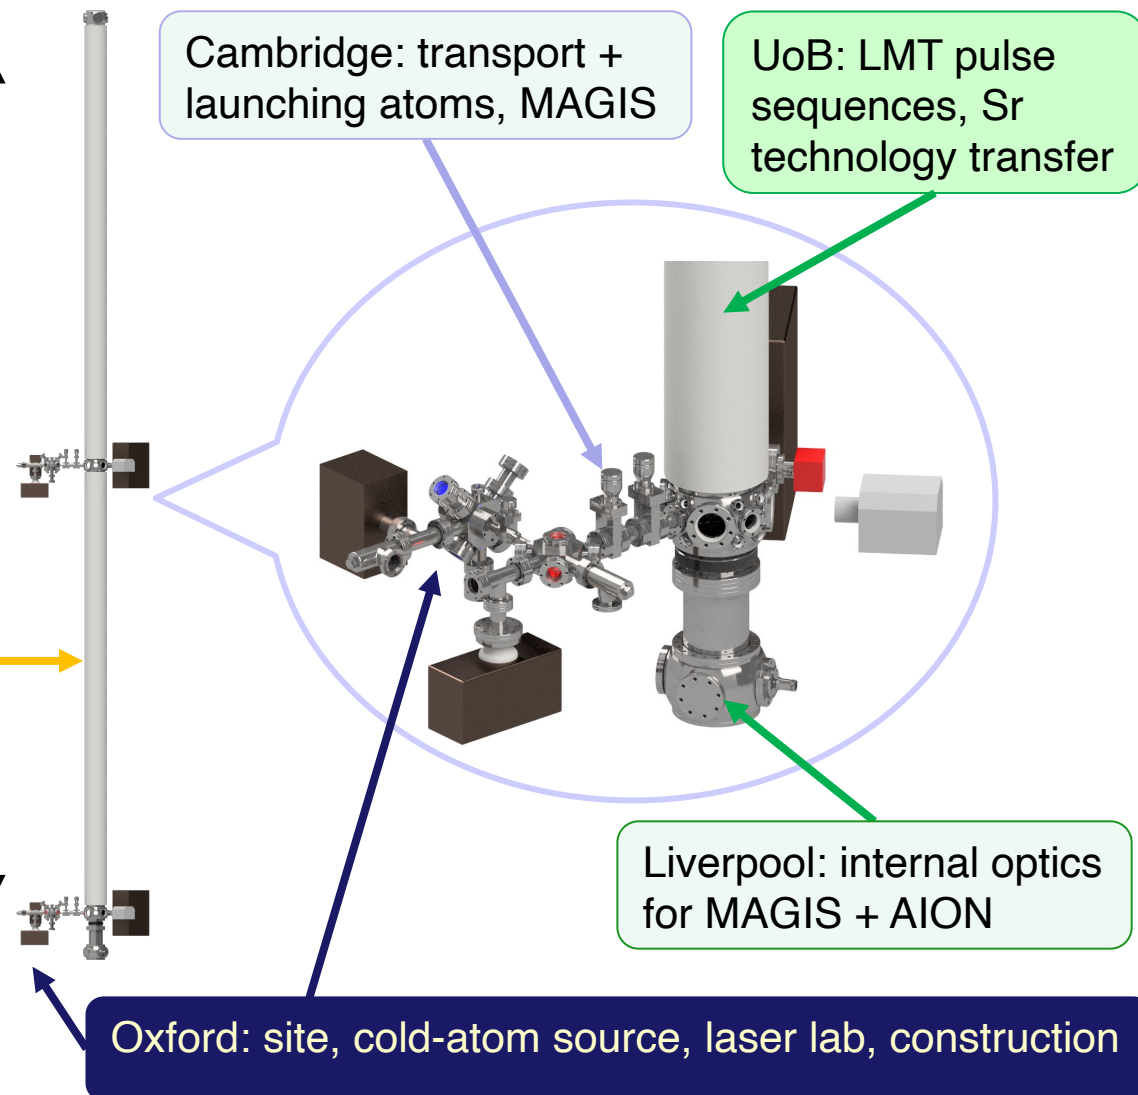 Cambridge: transport +
launching atoms, MAGIS
UoB: LMT pulse
sequences, Sr
technology transfer
Liverpool: internal optics
for MAGIS + AION
Oxford: site, cold-atom source, laser lab, construction